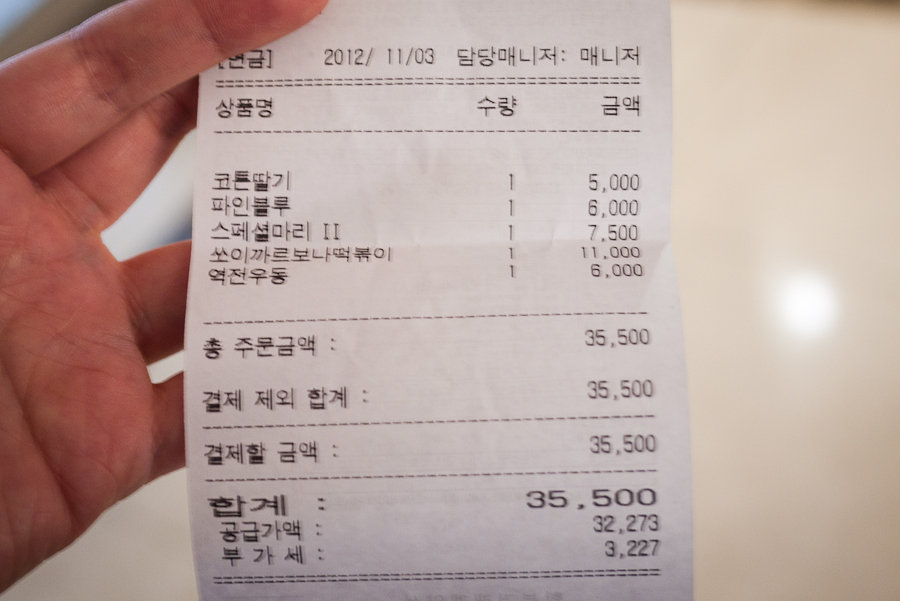 [현금] 2012/ 11/03 담당매니저: 매니저
상품명 수량 금액
코튼딸기 1 5,000
파인블루 1 6,000
스페셜마리 II 1 7,500
쏘이까르보나떡볶이 1 11,000
역전우동 1 6,000
총 주문금액 : 35,500
결제 제외 합계 : 35,500
결제할 금액 : 35,500
합계 : 35,500
공급가액 : 32,273
부 가 세 : 3,227